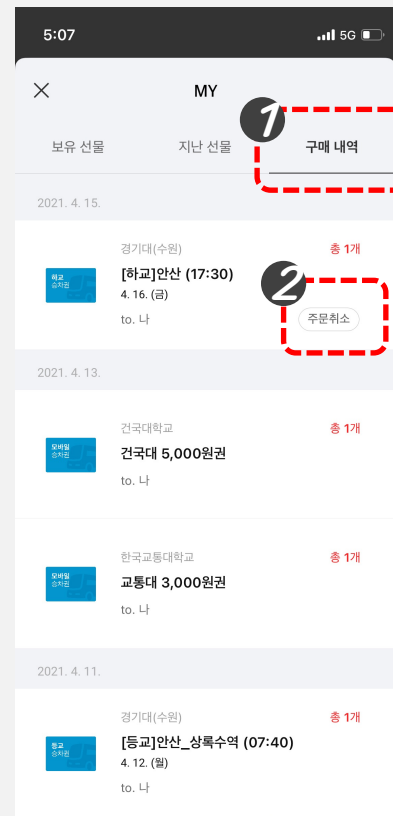 5:07
5G
MY
1
보유 선물
지난 선물
구매 내역
2021. 4. 15.
경기대(수원)
총 1개
하교
승차권
[하교]안산 (17:30)
2
4. 16. (금)
to. 나
주문취소
2021. 4. 13.
건국대학교
총 1개
모바일
승차권
건국대 5,000원권
to. 나
한국교통대학교
총 1개
모바일
승차권
교통대 3,000원권
to. 나
2021. 4. 11.
경기대(수원)
총 1개
등교
승차권
[등교]안산_상록수역 (07:40)
4. 12. (월)
to. 나